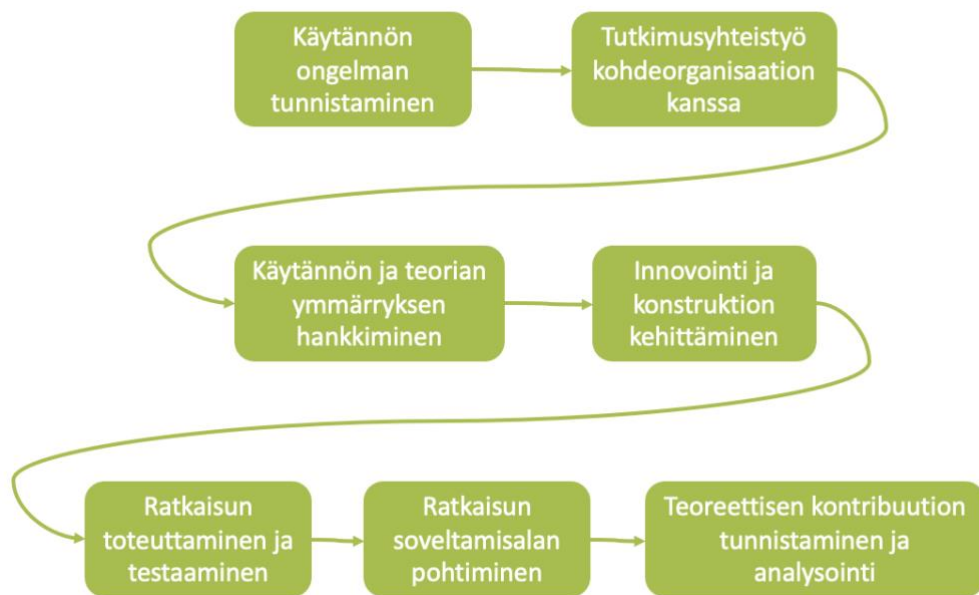 Käytännön
ongelman
tunnistaminen
Tutkimusyhteistyö
kohdeorganisaation
kanssa
Käytännön ja teorian
ymmärryksen
hankkiminen
Innovointi ja
konstruktion
kehittäminen
Ratkaisun
toteuttaminen ja
testaaminen
Ratkaisun
soveltamisalan
pohtiminen
Teoreettisen kontribuution
tunnistaminen ja
analysointi